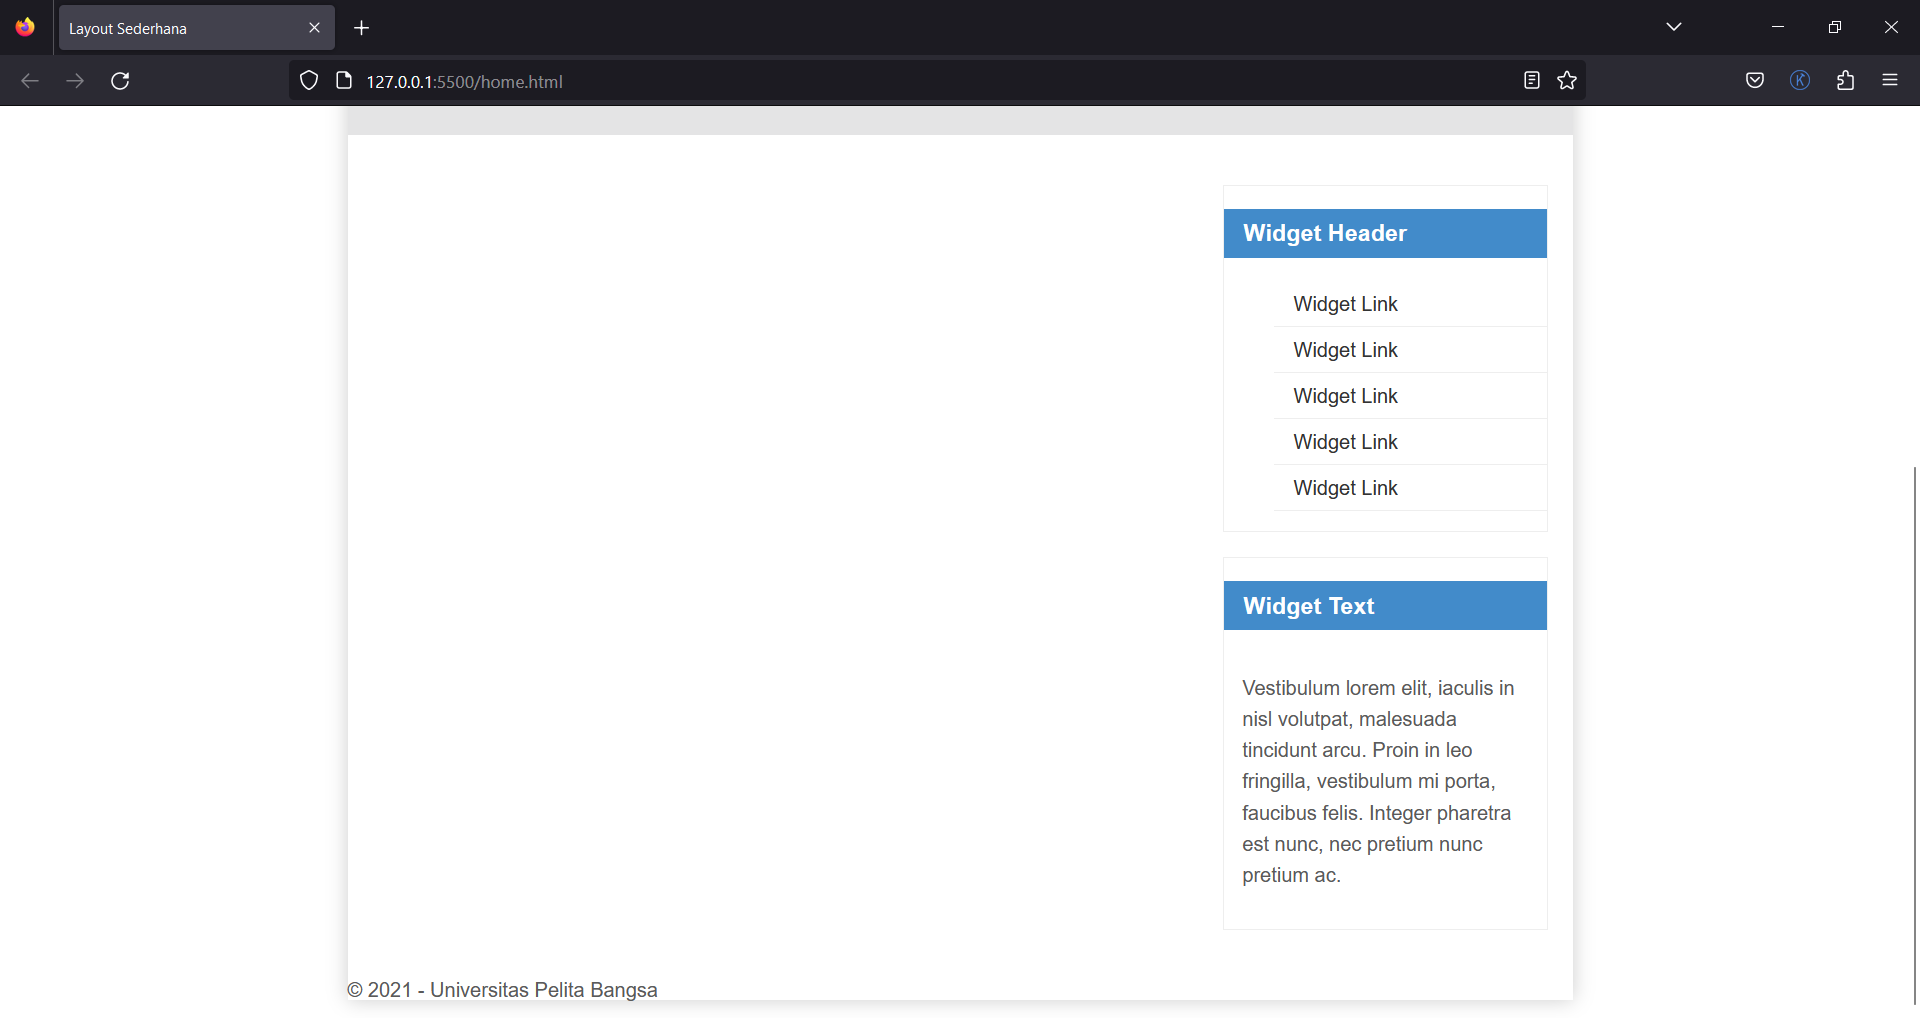 Layout Sederhana
127.0.0.1:5500/home.html
Widget Header
Widget Link
Widget Link
Widget Link
Widget Link
Widget Link
Widget Text
Vestibulum lorem elit, iaculis in
nisl volutpat, malesuada
tincidunt arcu. Proin in leo
fringilla, vestibulum mi porta,
faucibus felis. Integer pharetra
est nunc, nec pretium nunc
pretium ac.
© 2021 - Universitas Pelita Bangsa